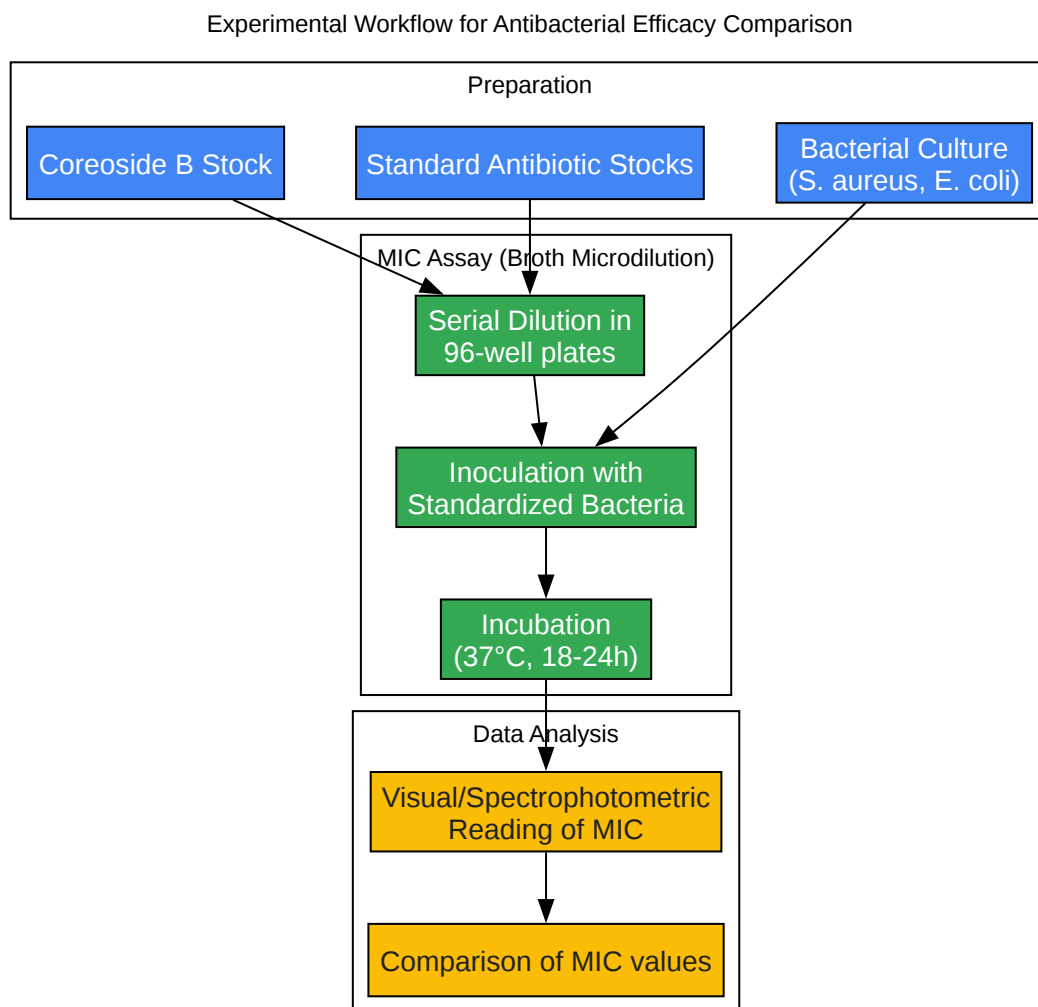 Experimental Workflow for Antibacterial Efficacy Comparison
Preparation
Coreoside B Stock
Standard Antibiotic Stocks
Bacterial Culture
(S. aureus, E. coli)
MIC Assay (Broth Microdilution)
Serial Dilution in
96-well plates
Inoculation with
Standardized Bacteria
Incubation
(37°C, 18-24h)
Data Analysis
Visual/Spectrophotometric
Reading of MIC
Comparison of MIC values